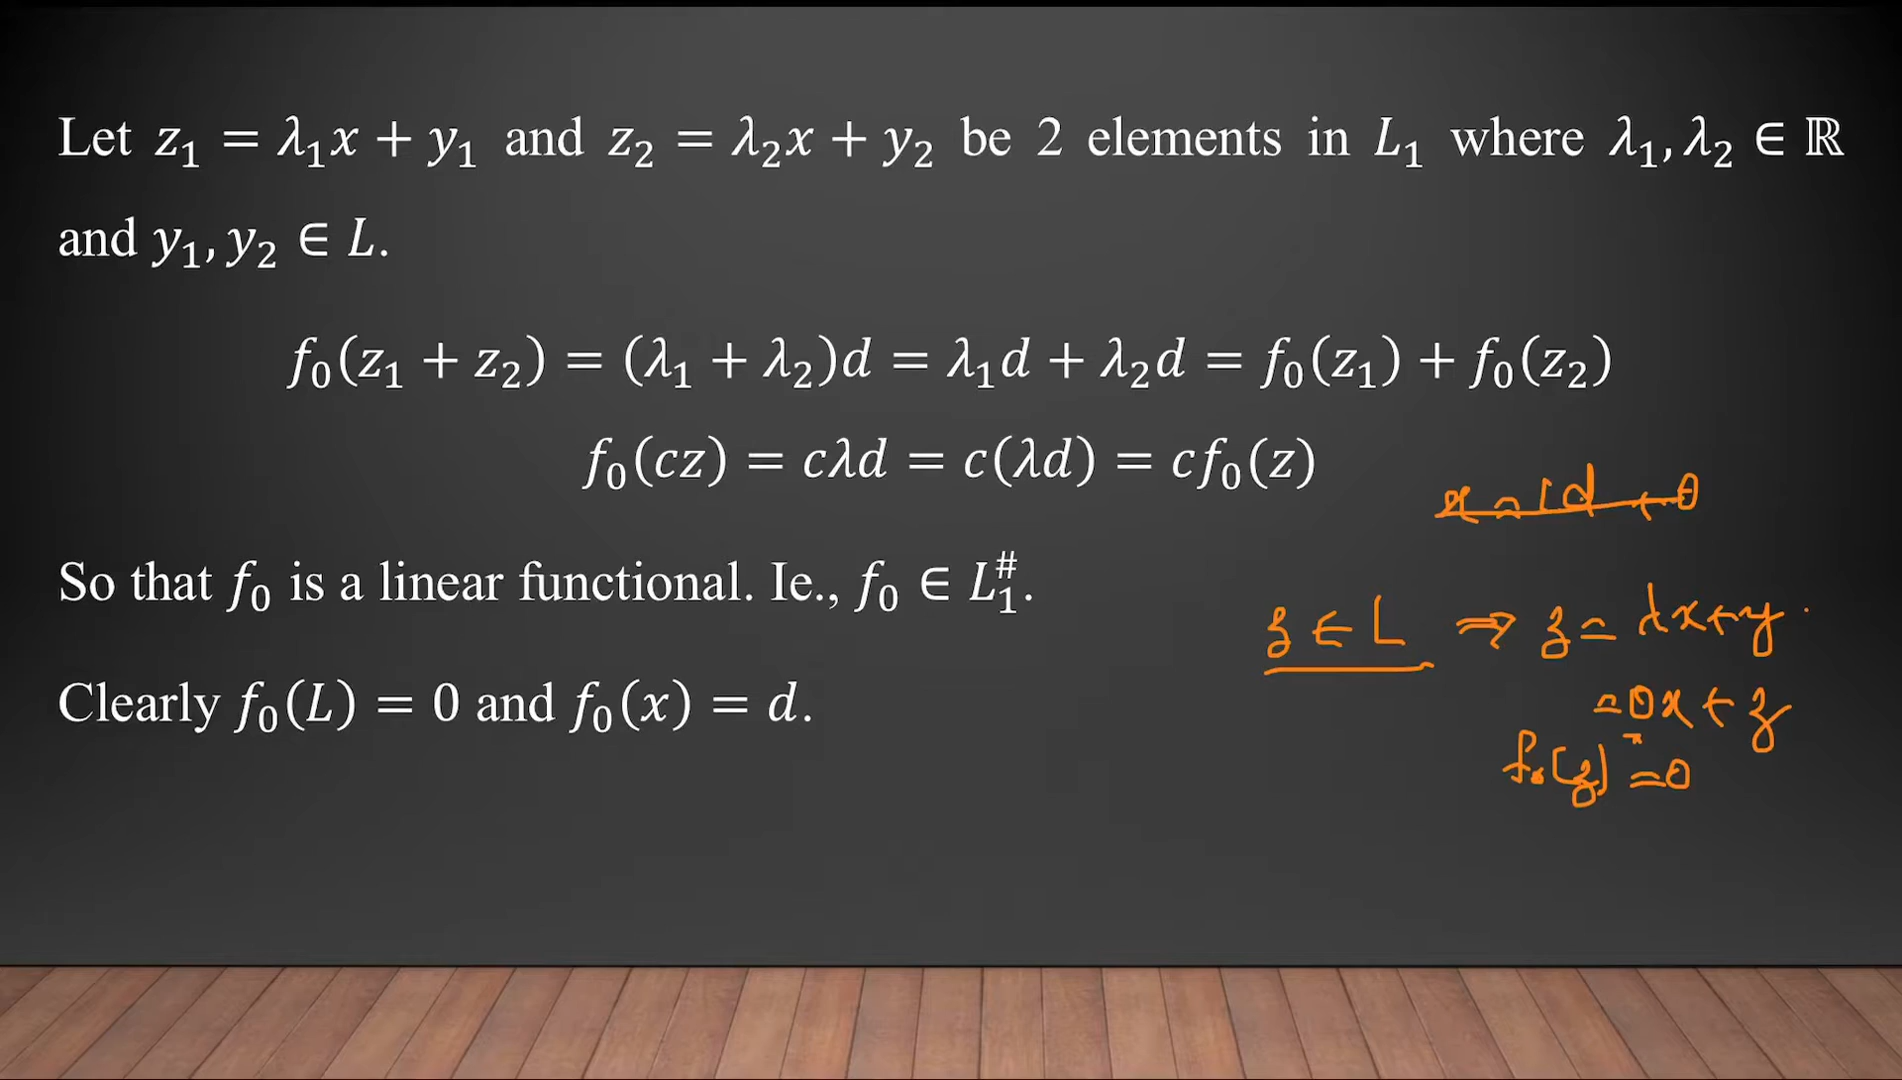 Let z₁ = λ₁x + y₁ and z₂ = λ₂x + y₂ be 2 elements in L₁ where λ₁, λ₂ ∈ ℝ
and y₁, y₂ ∈ L.
f₀(z₁ + z₂) = (λ₁ + λ₂)d = λ₁d + λ₂d = f₀(z₁) + f₀(z₂)
f₀(cz) = cλd = c(λd) = cf₀(z)
So that f₀ is a linear functional. Ie., f₀ ∈ L₁^#.
z ∈ L ⇒ z = λx+y
Clearly f₀(L) = 0 and f₀(x) = d.
= 0x + z
f₀(z) = 0